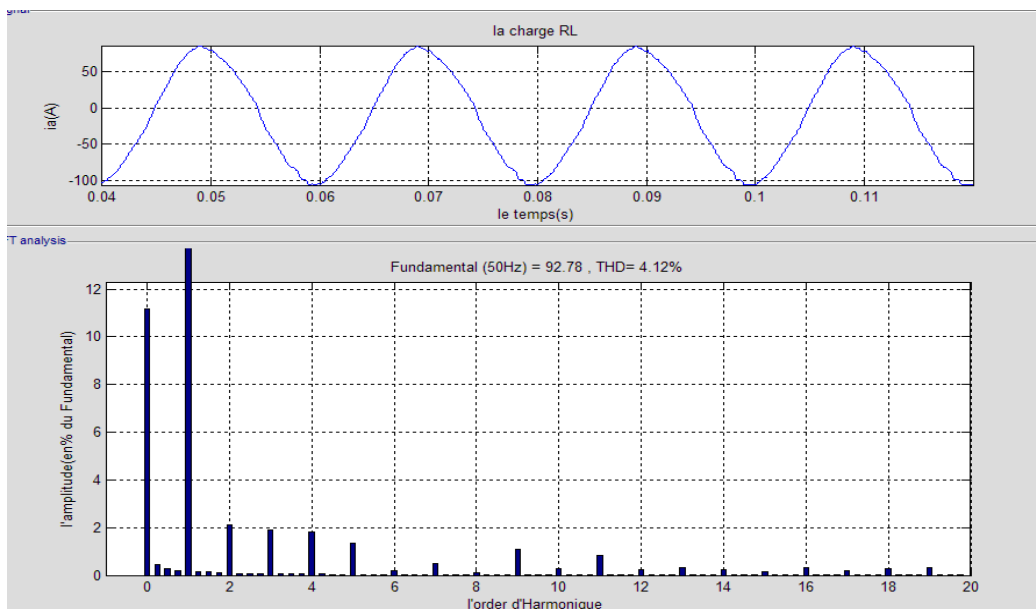 la charge RL
ia(A)
50
0
-50
-100
0.04 0.05 0.06 0.07 0.08 0.09 0.1 0.11
le temps(s)
FT analysis
Fundamental (50Hz) = 92.78 , THD= 4.12%
l'amplitude(en% du Fundamental)
12
10
8
6
4
2
0
0 2 4 6 8 10 12 14 16 18 20
l'order d'Harmonique